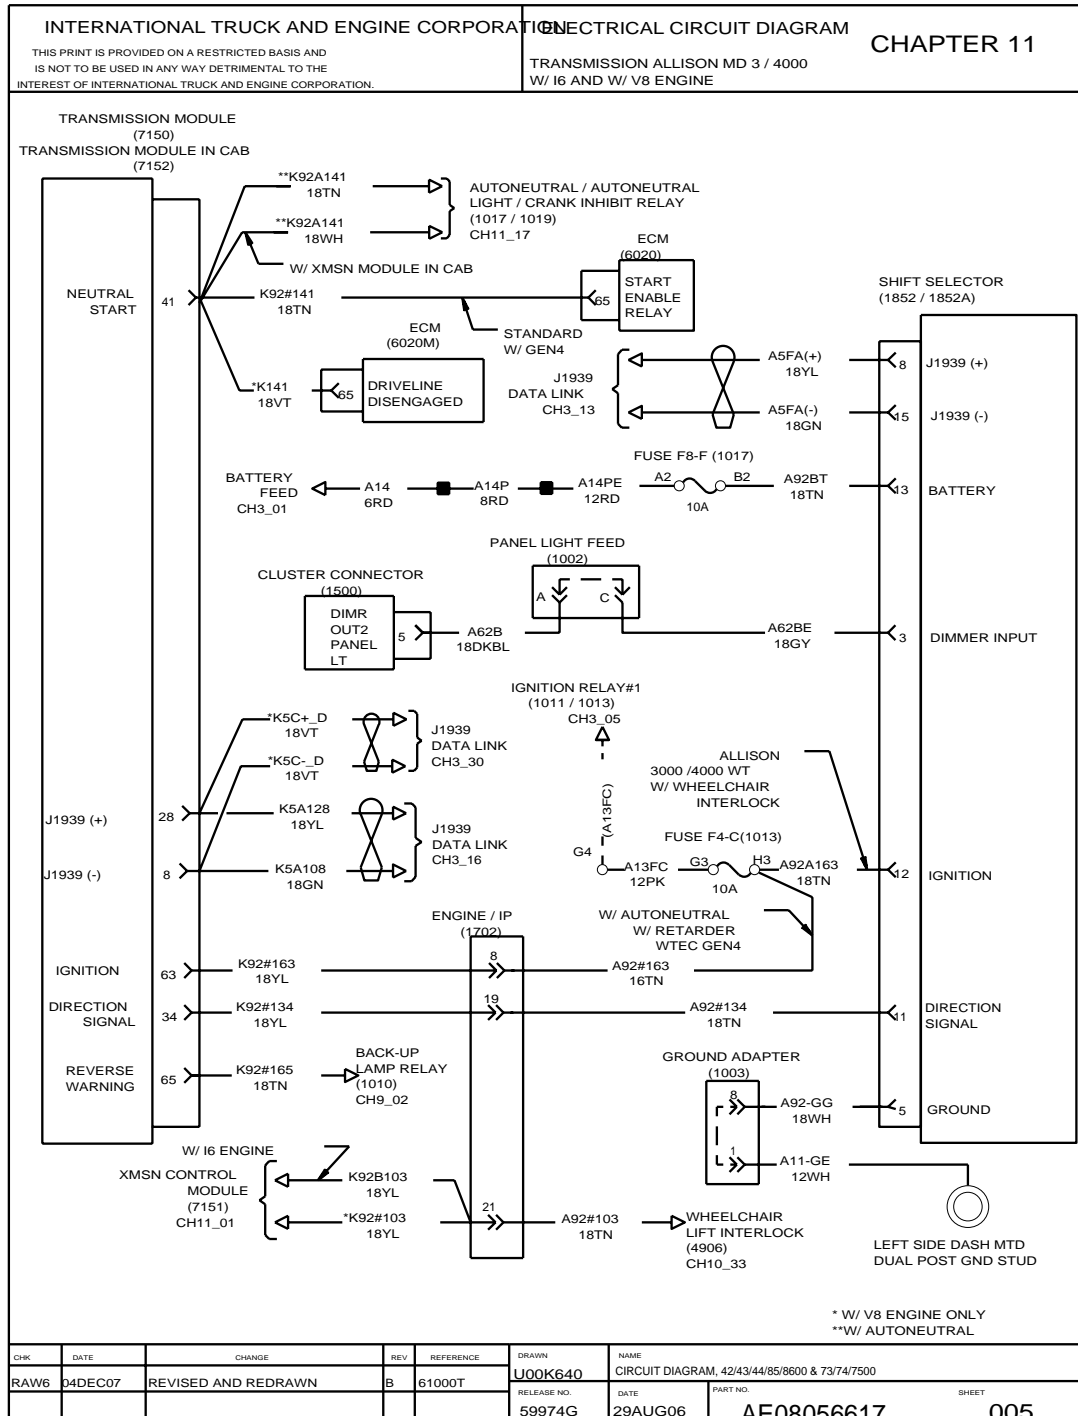 INTERNATIONAL TRUCK AND ENGINE CORPORATION
THIS PRINT IS PROVIDED ON A RESTRICTED BASIS AND
IS NOT TO BE USED IN ANY WAY DETRIMENTAL TO THE
INTEREST OF INTERNATIONAL TRUCK AND ENGINE CORPORATION.
ELECTRICAL CIRCUIT DIAGRAM
CHAPTER 11
TRANSMISSION ALLISON MD 3 / 4000
W/ I6 AND W/ V8 ENGINE
TRANSMISSION MODULE
(7150)
TRANSMISSION MODULE IN CAB
(7152)
**K92A141
18TN
**K92A141
18WH
AUTONEUTRAL / AUTONEUTRAL
LIGHT / CRANK INHIBIT RELAY
(1017 / 1019)
CH11_17
W/ XMSN MODULE IN CAB
NEUTRAL
START
41
K92#141
18TN
ECM
(6020)
65
START
ENABLE
RELAY
STANDARD
W/ GEN4
ECM
(6020M)
*K141
18VT
65
DRIVELINE
DISENGAGED
SHIFT SELECTOR
(1852 / 1852A)
J1939
DATA LINK
CH3_13
A5FA(+)
18YL
8
J1939 (+)
A5FA(-)
18GN
15
J1939 (-)
FUSE F8-F (1017)
BATTERY
FEED
CH3_01
A14
6RD
A14P
8RD
A14PE
12RD
A2
B2
10A
A92BT
18TN
13
BATTERY
PANEL LIGHT FEED
(1002)
A
C
CLUSTER CONNECTOR
(1500)
DIMR
OUT2
PANEL
LT
5
A62B
18DKBL
A62BE
18GY
3
DIMMER INPUT
IGNITION RELAY#1
(1011 / 1013)
CH3_05
*K5C+_D
18VT
*K5C-_D
18VT
J1939
DATA LINK
CH3_30
ALLISON
3000 /4000 WT
W/ WHEELCHAIR
INTERLOCK
(A13FC)
J1939 (+)
28
K5A128
18YL
J1939 (-)
8
K5A108
18GN
J1939
DATA LINK
CH3_16
FUSE F4-C(1013)
G4
A13FC
12PK
G3
H3
10A
A92A163
18TN
12
IGNITION
W/ AUTONEUTRAL
W/ RETARDER
WTEC GEN4
ENGINE / IP
(1702)
IGNITION
63
K92#163
18YL
8
A92#163
16TN
DIRECTION
SIGNAL
34
K92#134
18YL
19
A92#134
18TN
11
DIRECTION
SIGNAL
REVERSE
WARNING
65
K92#165
18TN
BACK-UP
LAMP RELAY
(1010)
CH9_02
GROUND ADAPTER
(1003)
8
A92-GG
18WH
5
GROUND
1
A11-GE
12WH
W/ I6 ENGINE
XMSN CONTROL
MODULE
(7151)
CH11_01
K92B103
18YL
*K92#103
18YL
21
A92#103
18TN
WHEELCHAIR
LIFT INTERLOCK
(4906)
CH10_33
LEFT SIDE DASH MTD
DUAL POST GND STUD
* W/ V8 ENGINE ONLY
**W/ AUTONEUTRAL
CHK DATE CHANGE REV REFERENCE
RAW6 04DEC07 REVISED AND REDRAWN B 61000T
DRAWN
U00K640
NAME
CIRCUIT DIAGRAM, 42/43/44/85/8600 & 73/74/7500
RELEASE NO.
59974G
DATE
29AUG06
PART NO.
AE08056617
SHEET
005